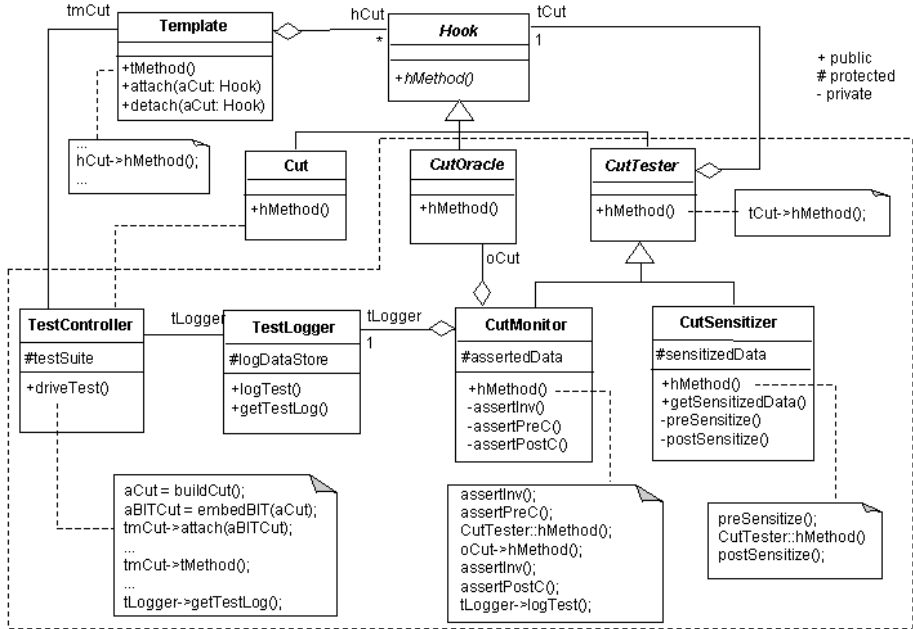 tmCut
Template
+tMethod()
+attach(aCut: Hook)
+detach(aCut: Hook)
hCut
*
Hook
+hMethod()
tCut
1
+ public
# protected
- private
...
hCut->hMethod();
...
Cut
+hMethod()
CutOracle
+hMethod()
CutTester
+hMethod()
tCut->hMethod();
oCut
TestController
#testSuite
+driveTest()
tLogger
TestLogger
#logDataStore
+logTest()
+getTestLog()
tLogger
1
CutMonitor
#assertedData
+hMethod()
-assertInv()
-assertPreC()
-assertPostC()
CutSensitizer
#sensitizedData
+hMethod()
+getSensitizedData()
-preSensitize()
-postSensitize()
aCut = buildCut();
aBITCut = embedBIT(aCut);
tmCut->attach(aBITCut);
...
tmCut->tMethod();
...
tLogger->getTestLog();
assertInv();
assertPreC();
CutTester::hMethod();
oCut->hMethod();
assertInv();
assertPostC();
tLogger->logTest();
preSensitize();
CutTester::hMethod()
postSensitize();